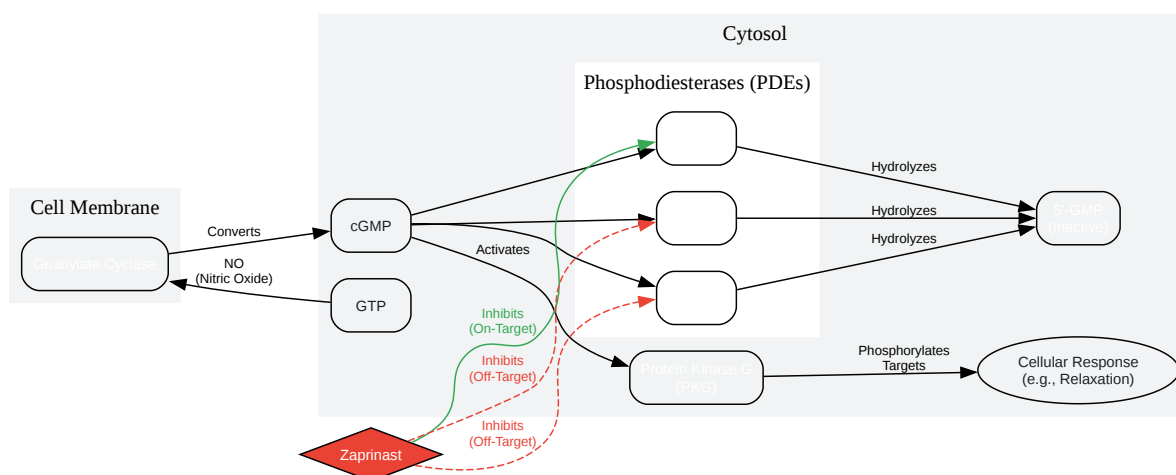 Cytosol
Phosphodiesterases (PDEs)
Cell Membrane
Guanylate Cyclase
Converts
NO
(Nitric Oxide)
cGMP
GTP
Activates
Hydrolyzes
Hydrolyzes
Hydrolyzes
5'-GMP
(Inactive)
Inhibits
(On-Target)
Inhibits
(Off-Target)
Inhibits
(Off-Target)
Protein Kinase G
(PKG)
Phosphorylates
Targets
Cellular Response
(e.g., Relaxation)
Zaprinast